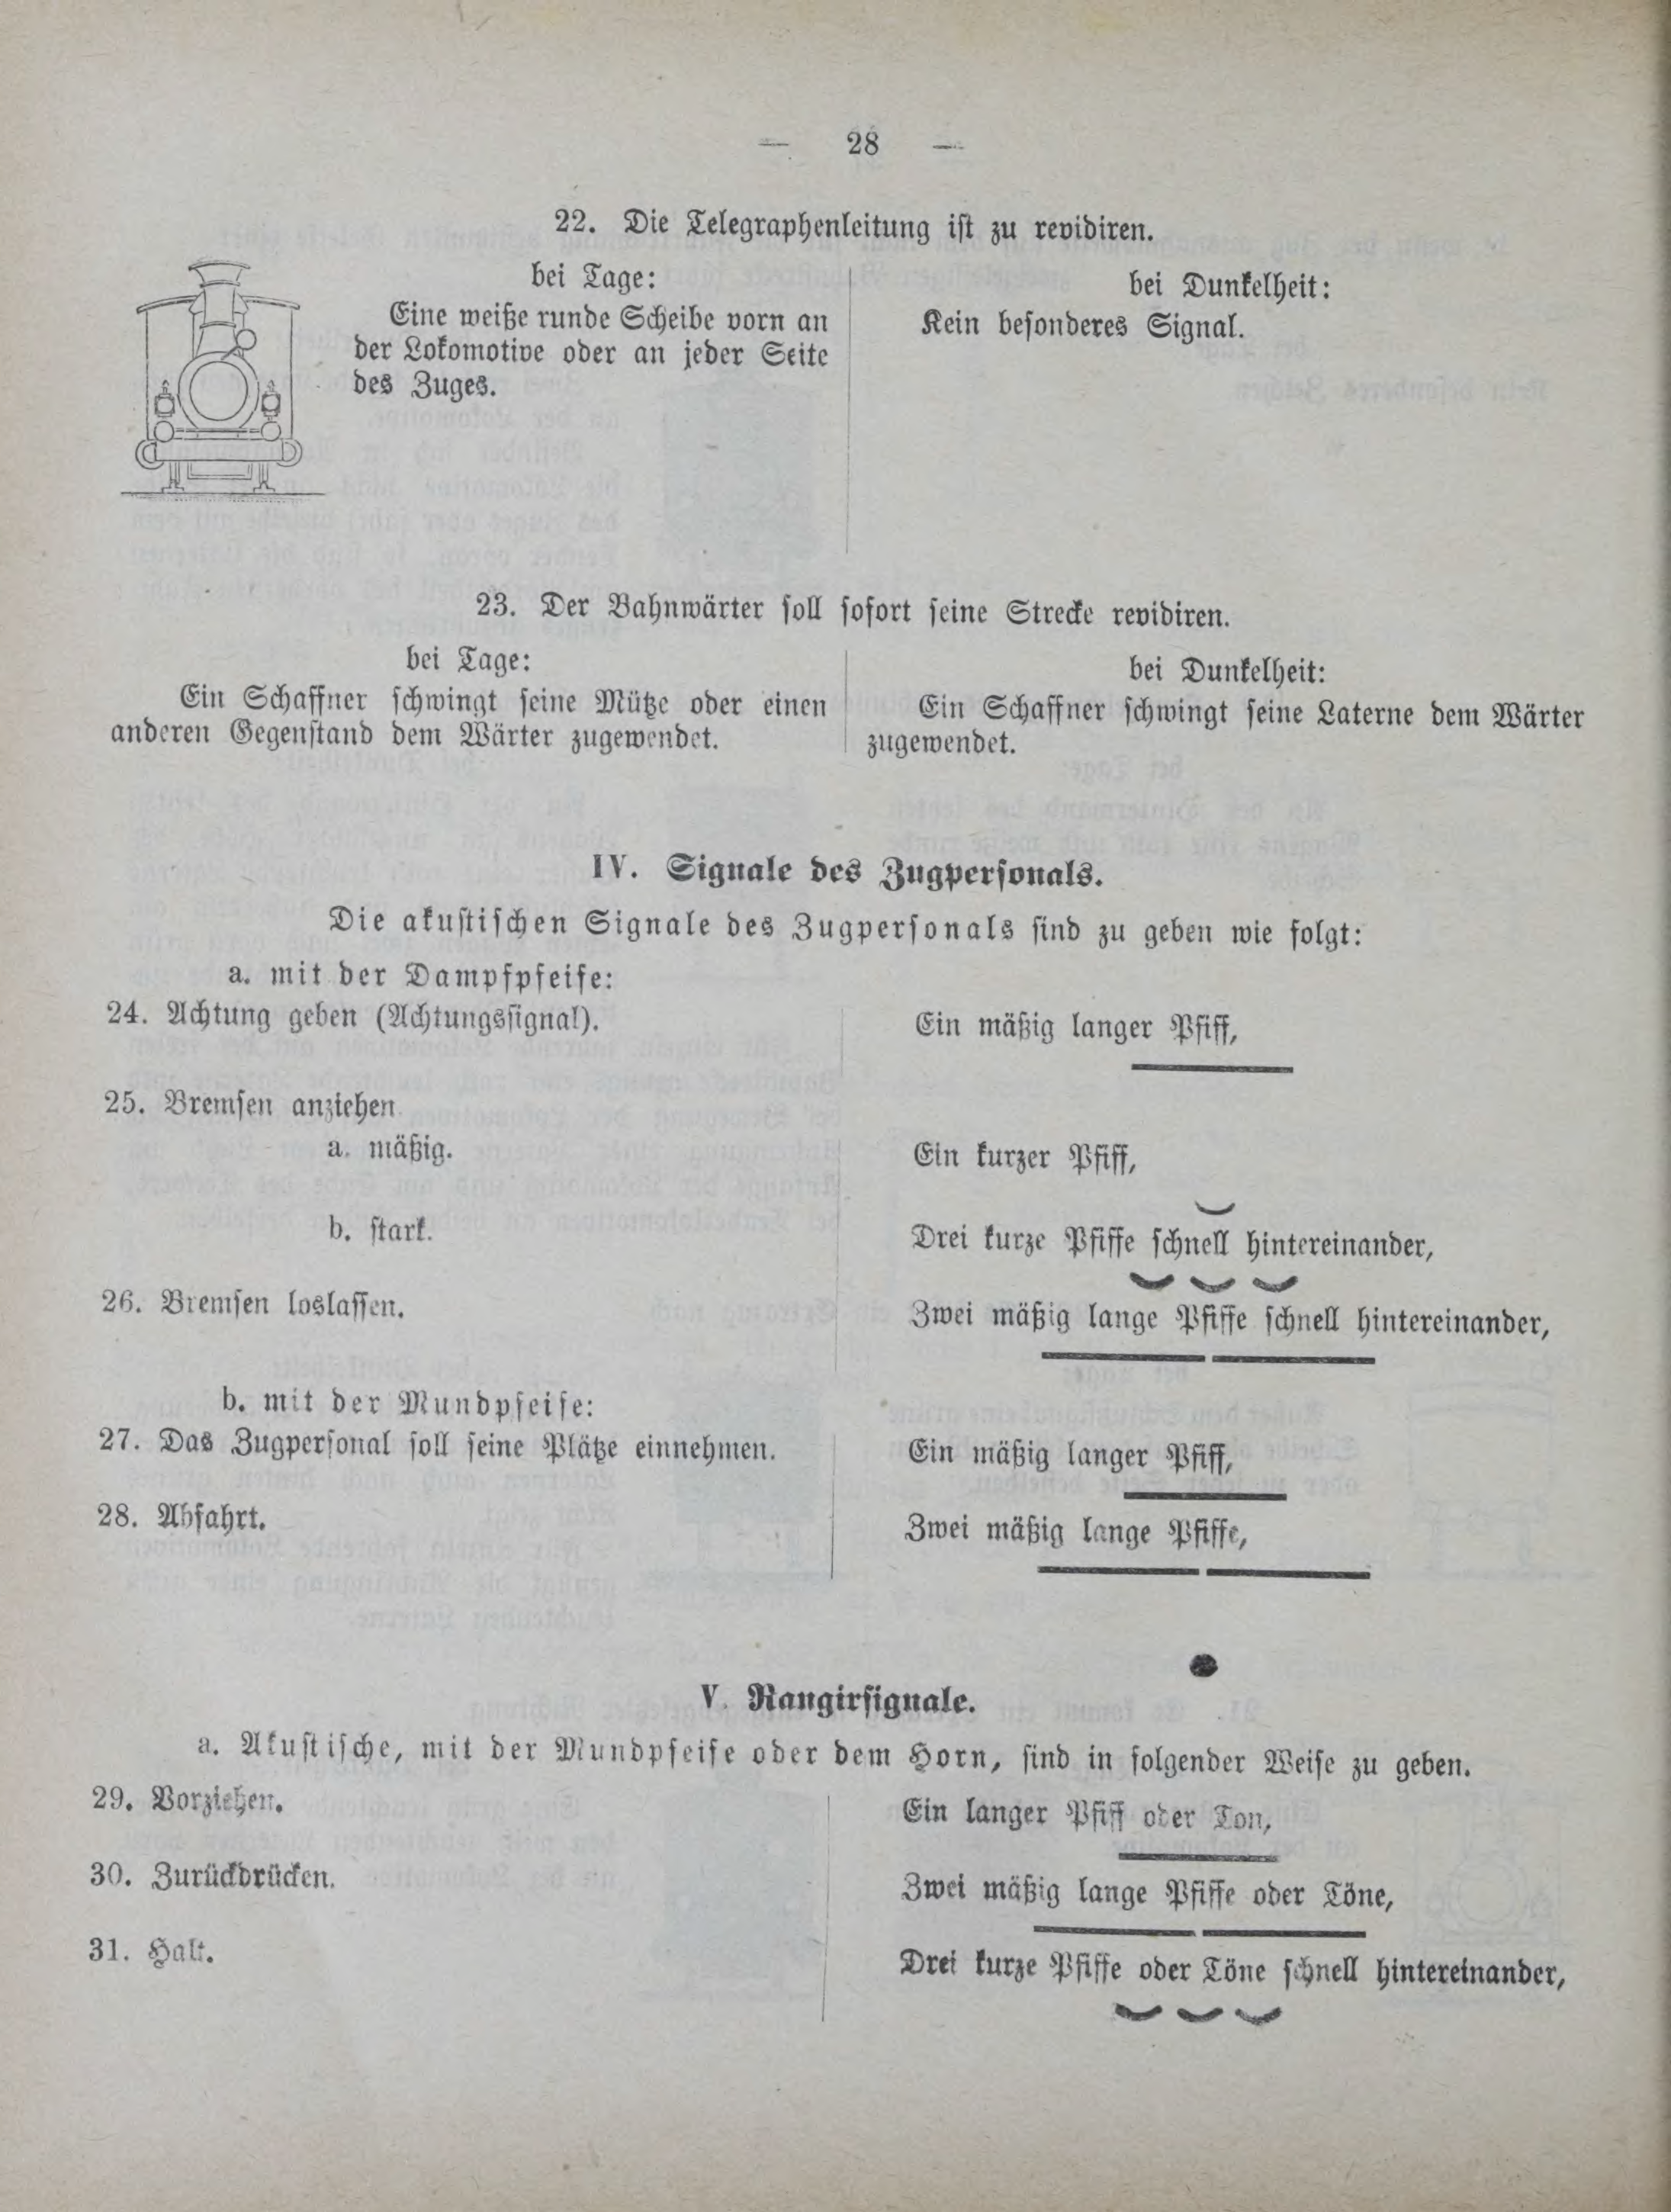 — 28 —
22. Die Telegraphenleitung ist zu revidiren.
bei Tage:
Eine weiße runde Scheibe vorn an
der Lokomotive oder an jeder Seite
des Zuges.
bei Dunkelheit:
Kein besonderes Signal.
23. Der Bahnwärter soll sofort seine Strecke revidiren.
bei Tage:
Ein Schaffner schwingt seine Mütze oder einen
anderen Gegenstand dem Wärter zugewendet.
bei Dunkelheit:
Ein Schaffner schwingt seine Laterne dem Wärter
zugewendet.
IV. Signale des Zugpersonals.
Die akustischen Signale des Zugpersonals sind zu geben wie folgt:
a. mit der Dampfpfeife:
24. Achtung geben (Achtungssignal).
Ein mäßig langer Pfiff,
25. Bremsen anziehen
a. mäßig.
Ein kurzer Pfiff,
b. stark.
Drei kurze Pfiffe schnell hintereinander,
26. Bremsen loslassen.
Zwei mäßig lange Pfiffe schnell hintereinander,
b. mit der Mundpfeife:
27. Das Zugpersonal soll seine Plätze einnehmen.
Ein mäßig langer Pfiff,
28. Abfahrt.
Zwei mäßig lange Pfiffe,
V. Rangirsignale.
a. Akustische, mit der Mundpfeife oder dem Horn, sind in folgender Weise zu geben.
29. Vorziehen.
Ein langer Pfiff oder Ton,
30. Zurückdrücken.
Zwei mäßig lange Pfiffe oder Töne,
31. Halt.
Drei kurze Pfiffe oder Töne schnell hintereinander,